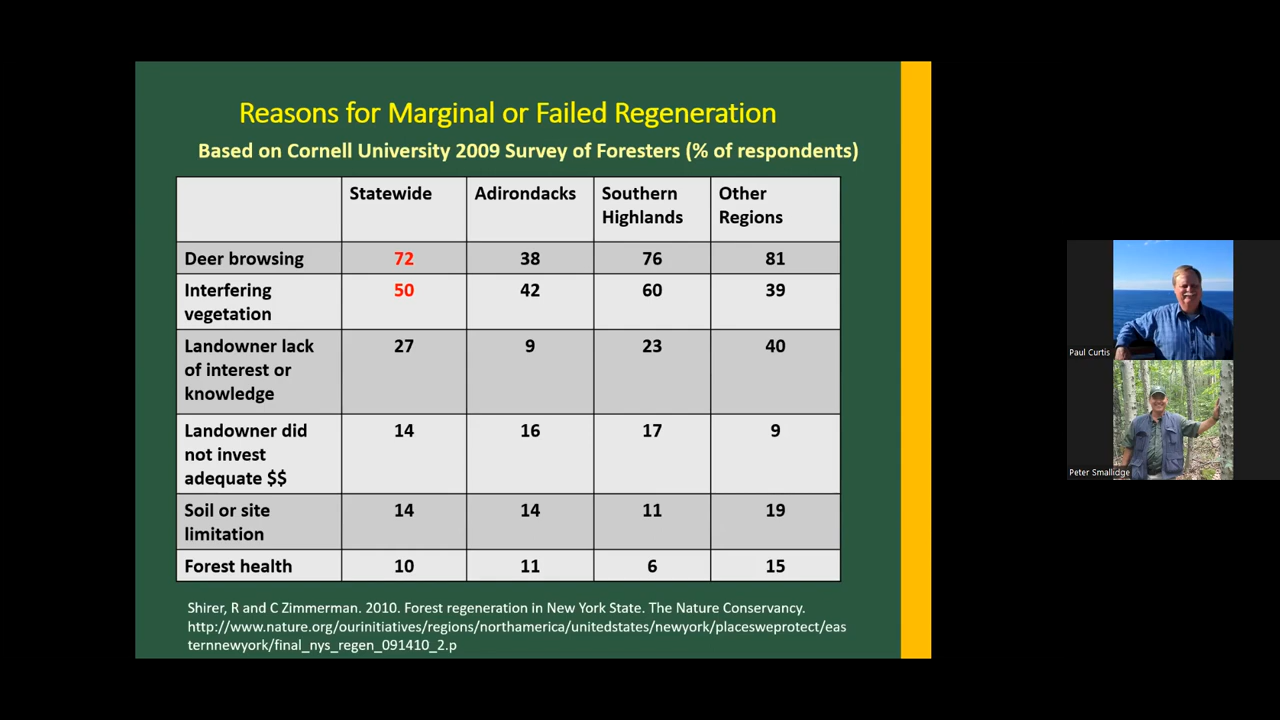 Reasons for Marginal or Failed Regeneration
Based on Cornell University 2009 Survey of Foresters (% of respondents)
Statewide Adirondacks Southern Highlands Other Regions
Deer browsing 72 38 76 81
Interfering vegetation 50 42 60 39
Landowner lack of interest or knowledge 27 9 23 40
Landowner did not invest adequate $$ 14 16 17 9
Soil or site limitation 14 14 11 19
Forest health 10 11 6 15
Shirer, R and C Zimmerman. 2010. Forest regeneration in New York State. The Nature Conservancy.
http://www.nature.org/ourinitiatives/regions/northamerica/unitedstates/newyork/placesweprotect/eas
ternnewyork/final_nys_regen_091410_2.p
Paul Curtis
Peter Smallidge